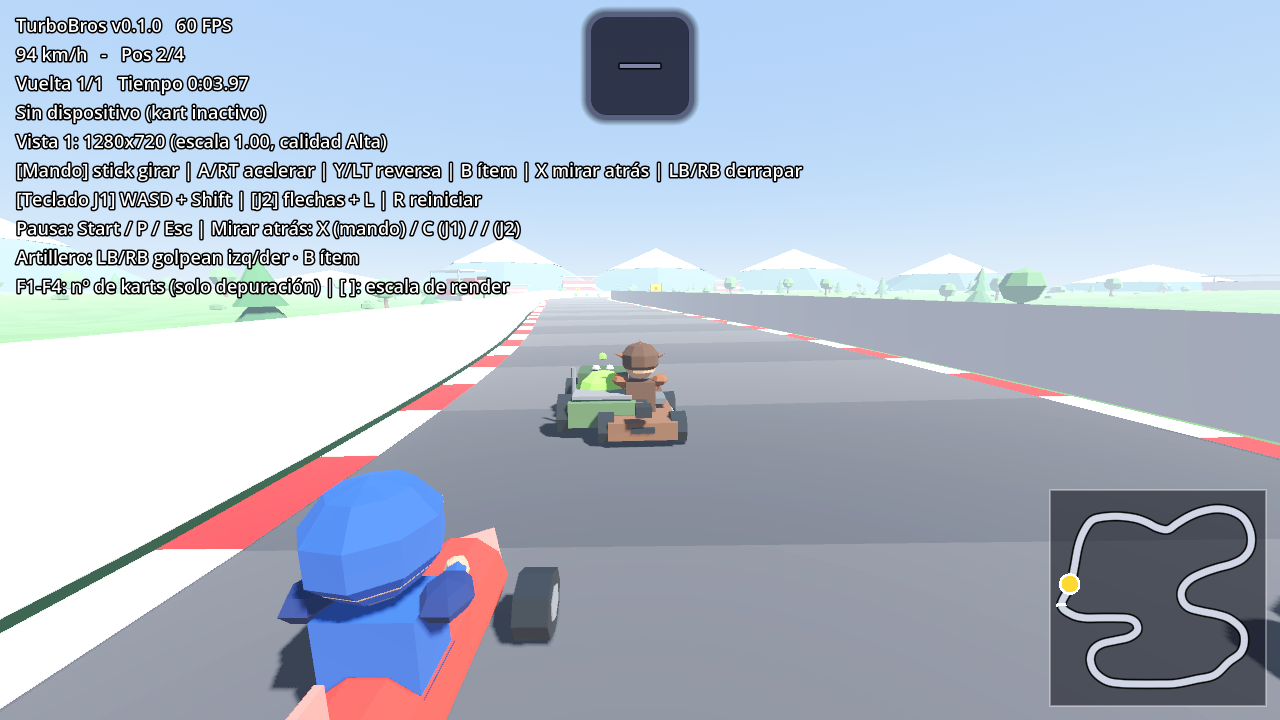 TurboBros v0.1.0   60 FPS
94 km/h  -  Pos 2/4
Vuelta 1/1   Tiempo 0:03.97
Sin dispositivo (kart inactivo)
Vista 1: 1280x720 (escala 1.00, calidad Alta)
[Mando] stick girar | A/RT acelerar | Y/LT reversa | B ítem | X mirar atrás | LB/RB derrapar
[Teclado J1] WASD + Shift | [J2] flechas + L | R reiniciar
Pausa: Start / P / Esc | Mirar atrás: X (mando) / C (J1) / / (J2)
Artillero: LB/RB golpean izq/der · B ítem
F1-F4: nº de karts (solo depuración) | [ ]: escala de render